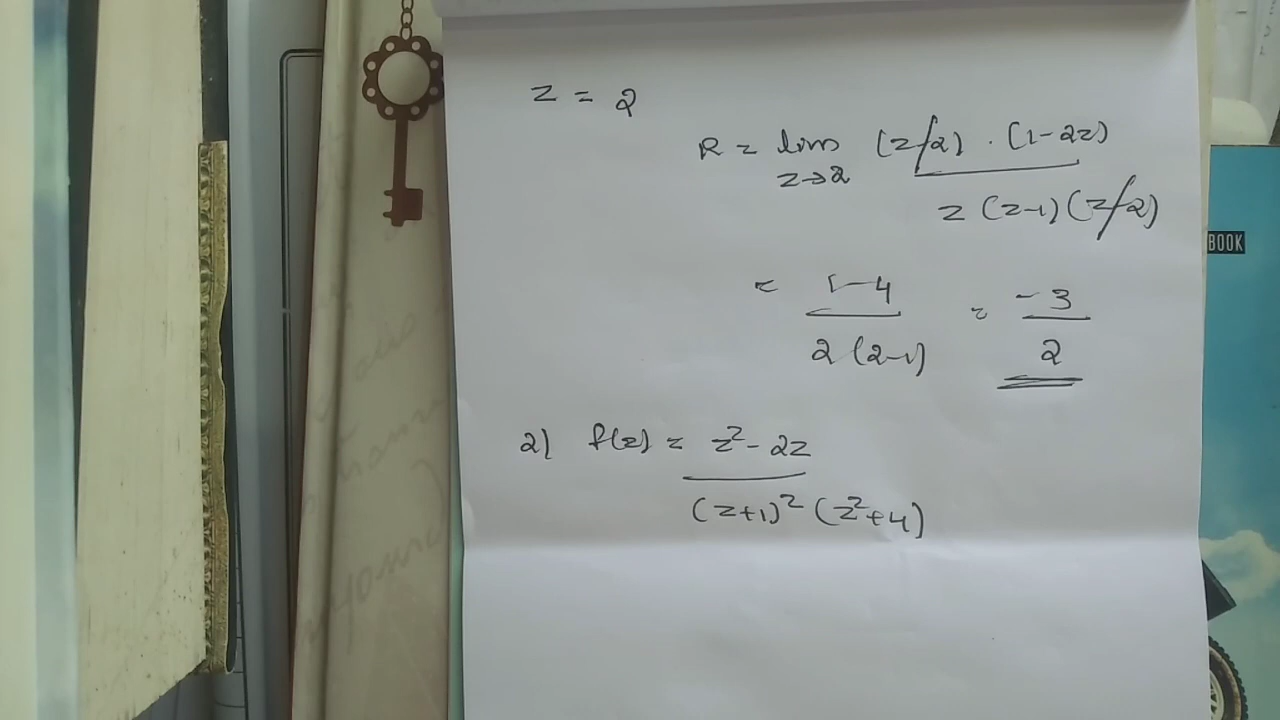 z = 2
R = lim (z-2) . (1-2z)
z→2 z (z-1) (z-2)
= 1-4 = -3
2 (2-1) 2
2) f(z) = z² - 2z
(z+1)² (z²+4)
BOOK